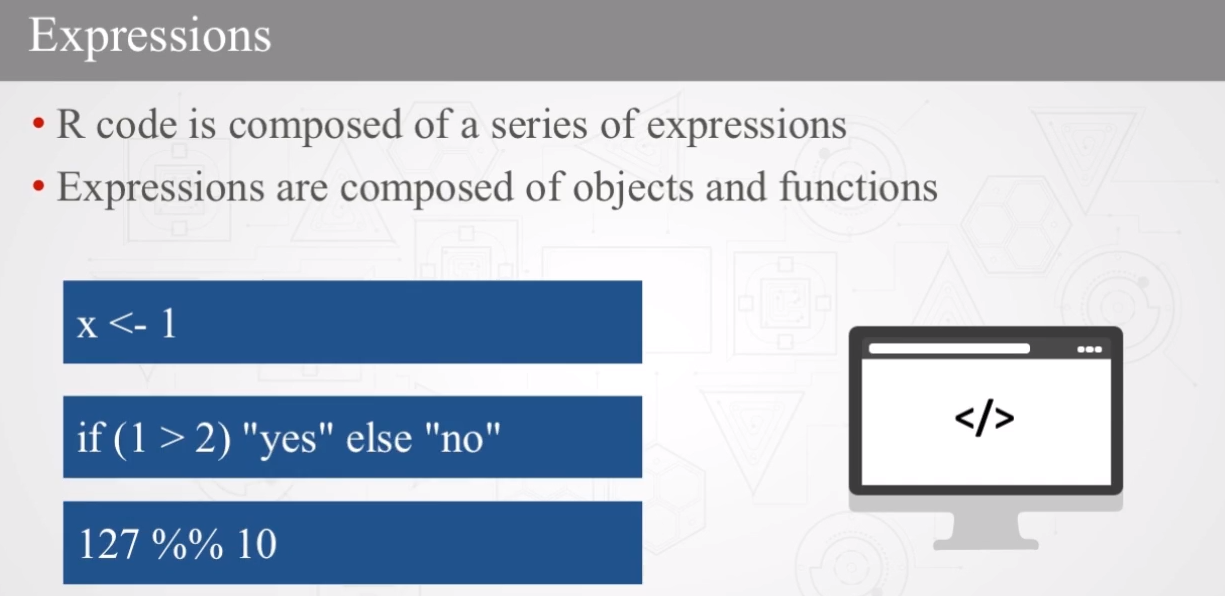 Expressions
• R code is composed of a series of expressions
• Expressions are composed of objects and functions
x <- 1
if (1 > 2) "yes" else "no"
127 %% 10
</>